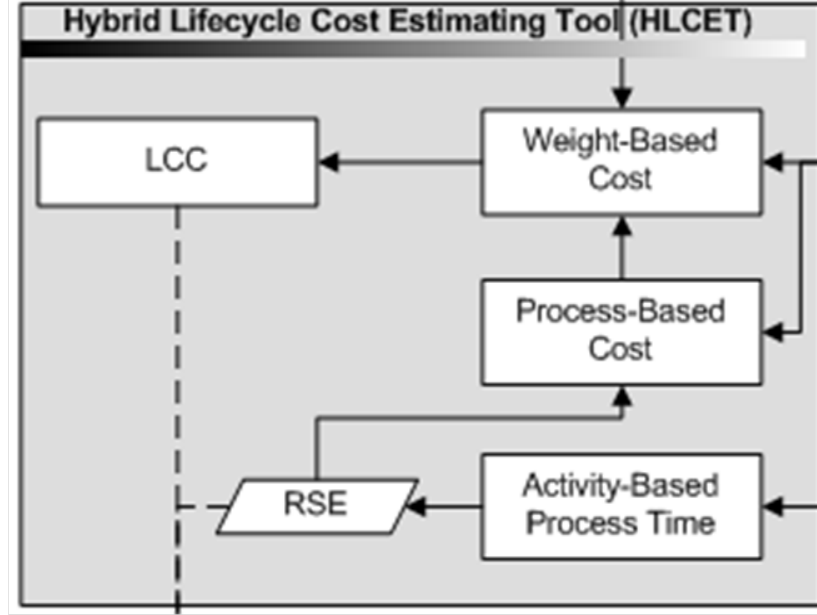 Hybrid Lifecycle Cost Estimating Tool (HLCET)
LCC
Weight-Based
Cost
Process-Based
Cost
RSE
Activity-Based
Process Time